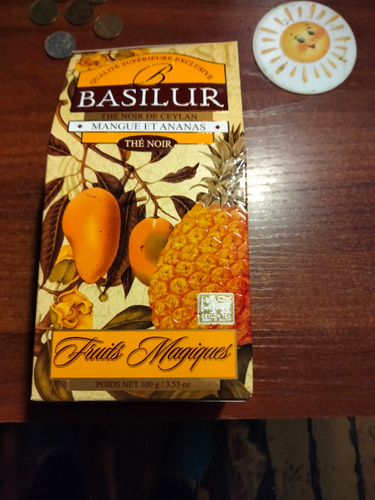 QUALITÉ SUPÉRIEURE EXCLUSIVE
B
BASILUR
THÉ NOIR DE CEYLAN
MANGUE ET ANANAS
THÉ NOIR
Fruits Magiques
POIDS NET 100 g / 3.53 oz